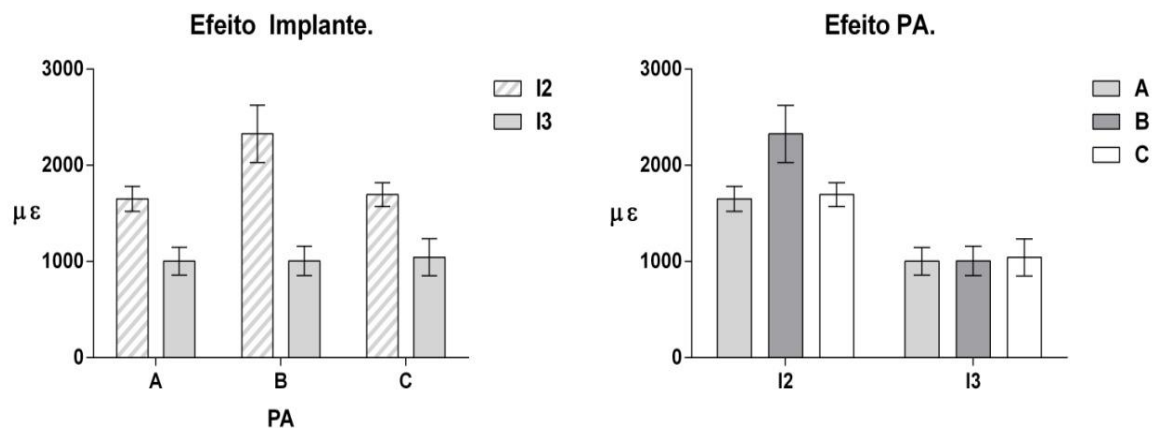 Efeito Implante.
3000
2000
1000
0
με
A
B
C
PA
I2
I3
Efeito PA.
3000
2000
1000
0
με
I2
I3
A
B
C